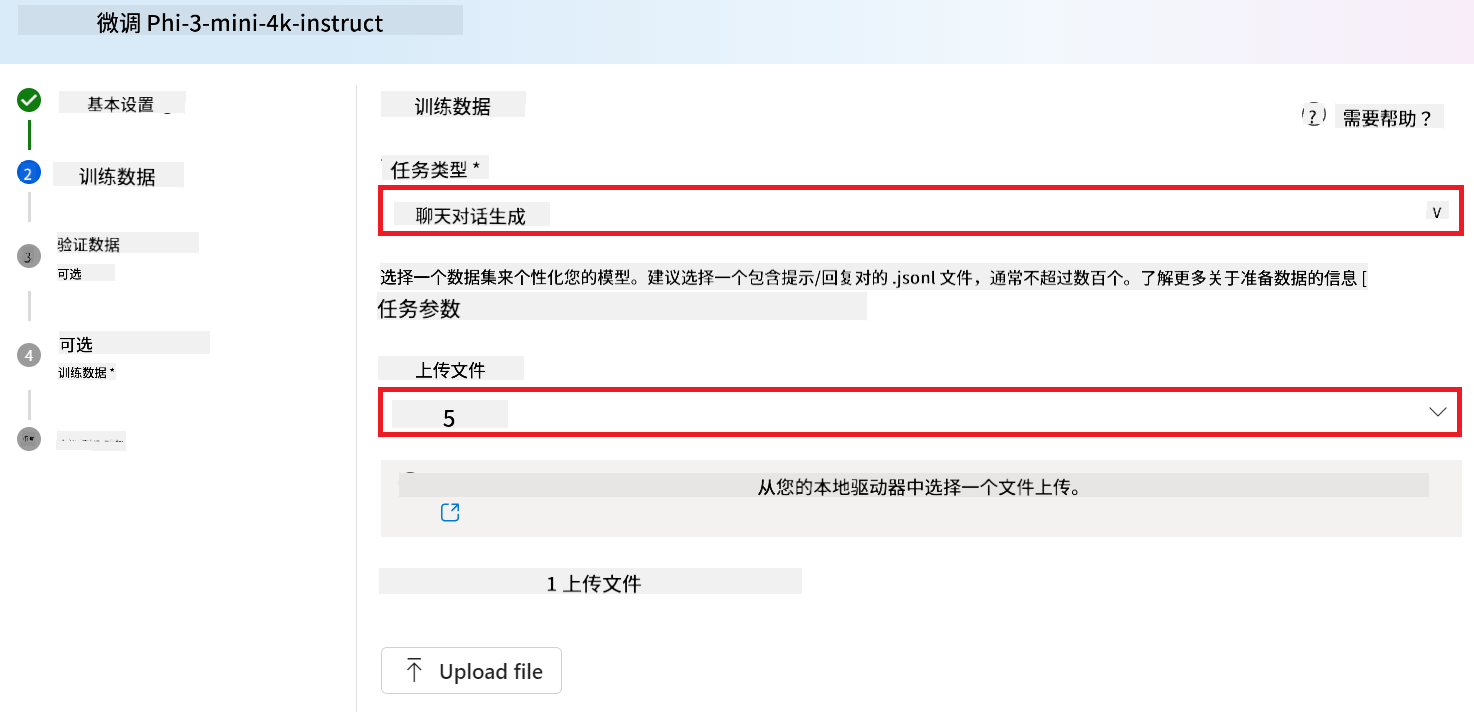 微调 Phi-3-mini-4k-instruct
基本设置
2
训练数据
3
验证数据
可选
4
可选
训练数据 *
训练数据
? 需要帮助？
任务类型 *
聊天对话生成
V
选择一个数据集来个性化您的模型。建议选择一个包含提示/回复对的 .jsonl 文件，通常不超过数百个。了解更多关于准备数据的信息 [
任务参数
上传文件
5
从您的本地驱动器中选择一个文件上传。
1 上传文件
Upload file